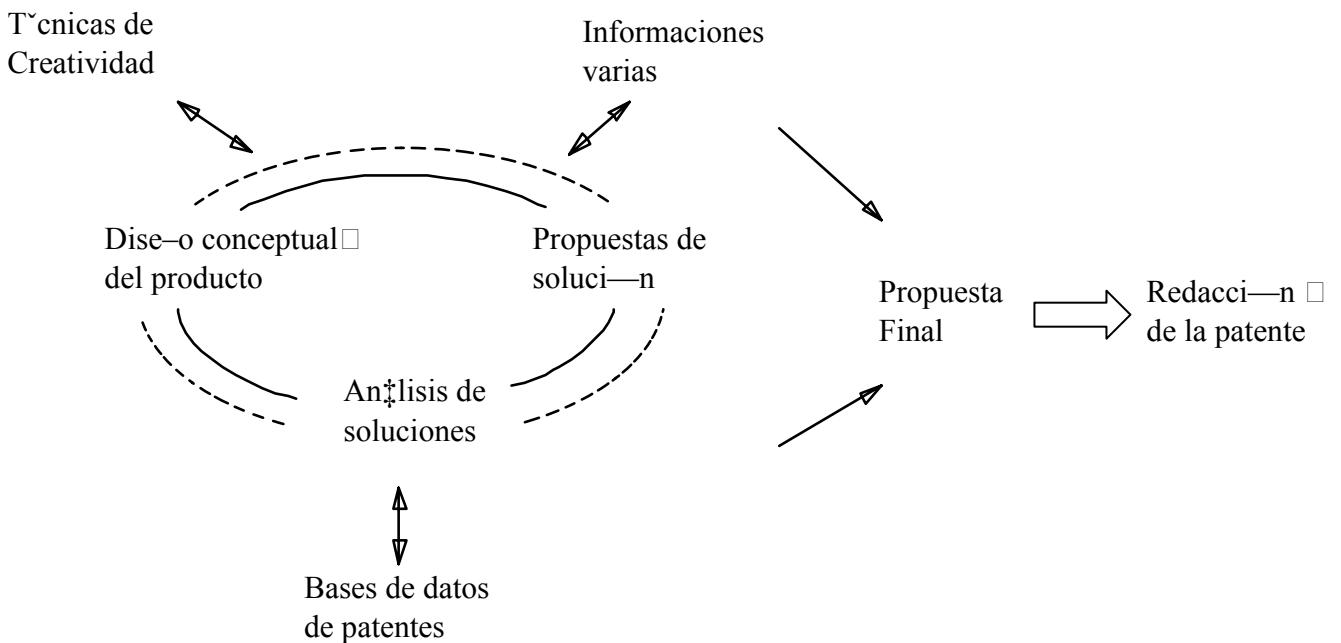 Tˇcnicas de
Creatividad
Informaciones
varias
Dise–o conceptual□
del producto
Propuestas de
soluci—n
Propuesta
Final
Redacci—n □
de la patente
An‡lisis de
soluciones
Bases de datos
de patentes